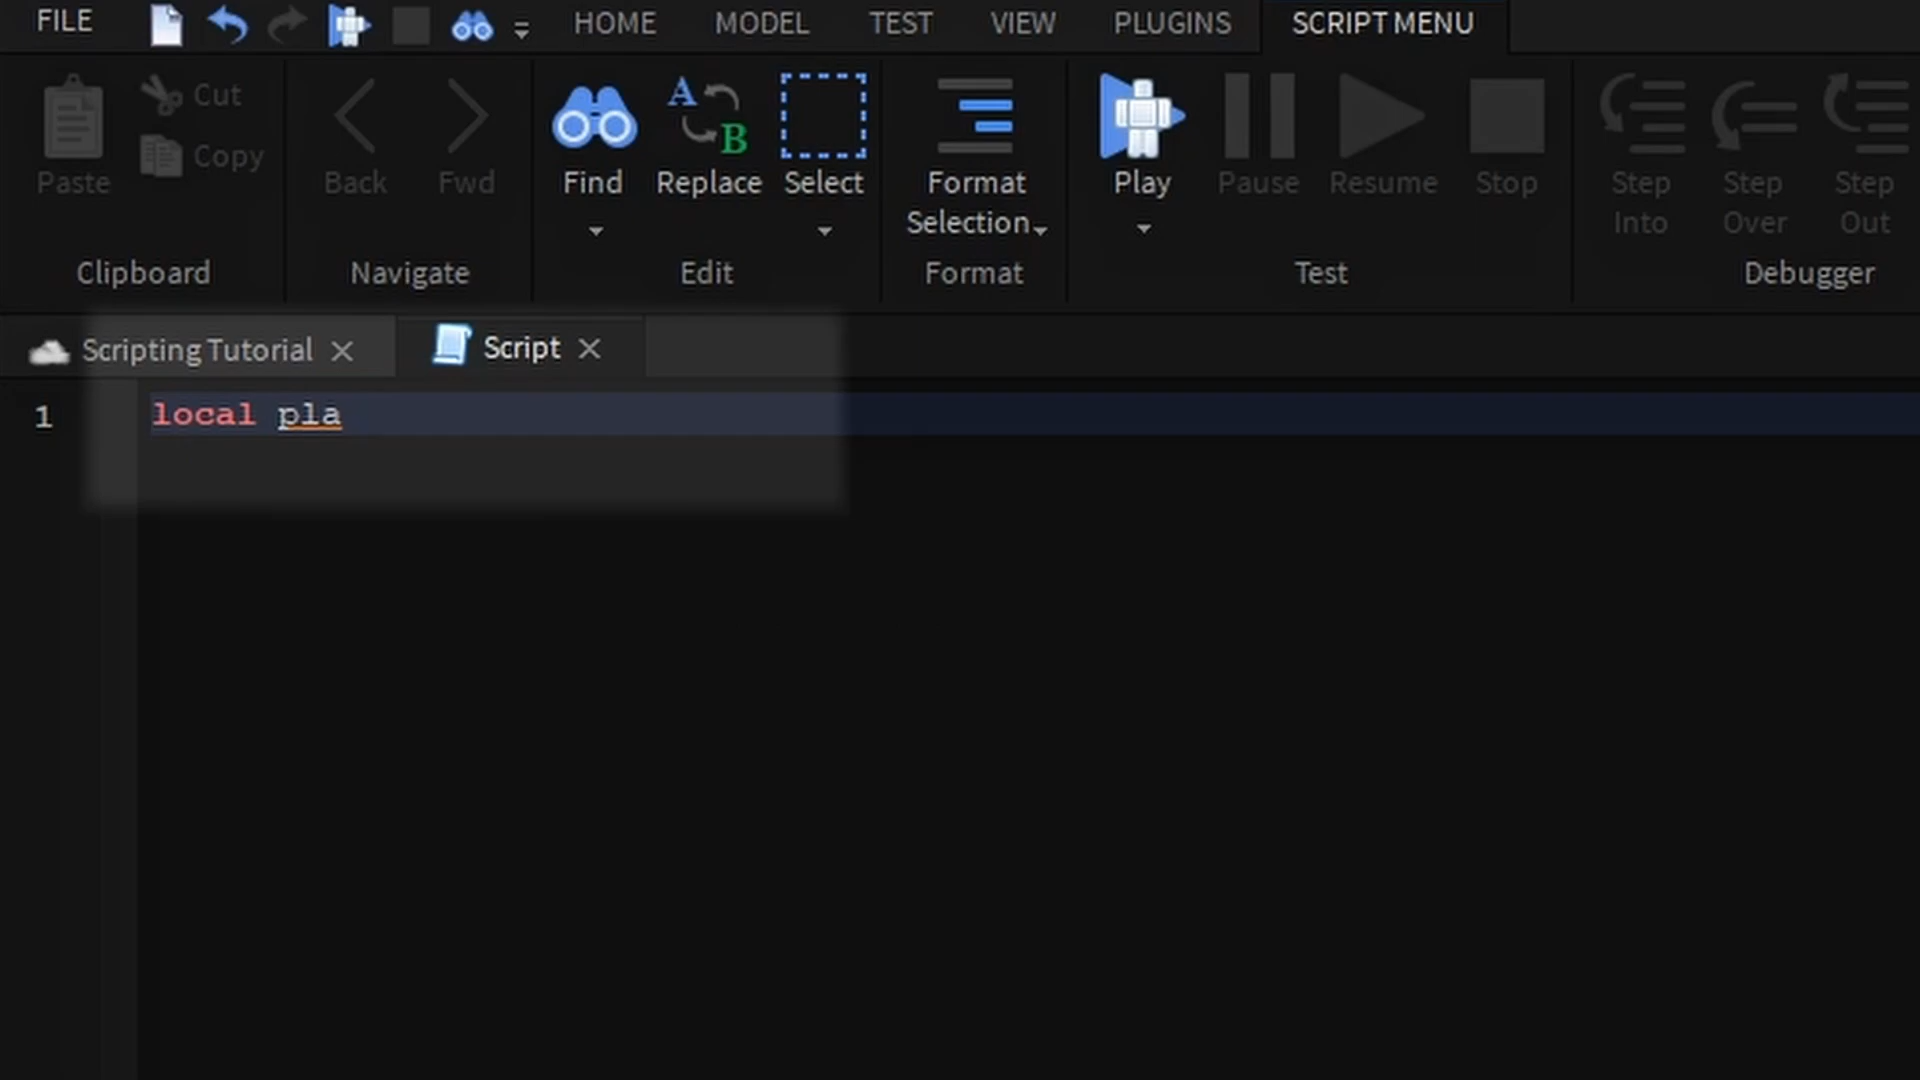 FILE HOME MODEL TEST VIEW PLUGINS SCRIPT MENU
Paste Cut Copy Back Fwd Find Replace Select Format Selection Play Pause Resume Stop Step Into Step Over Step Out
Clipboard Navigate Edit Format Test Debugger
Scripting Tutorial Script
1 local pla